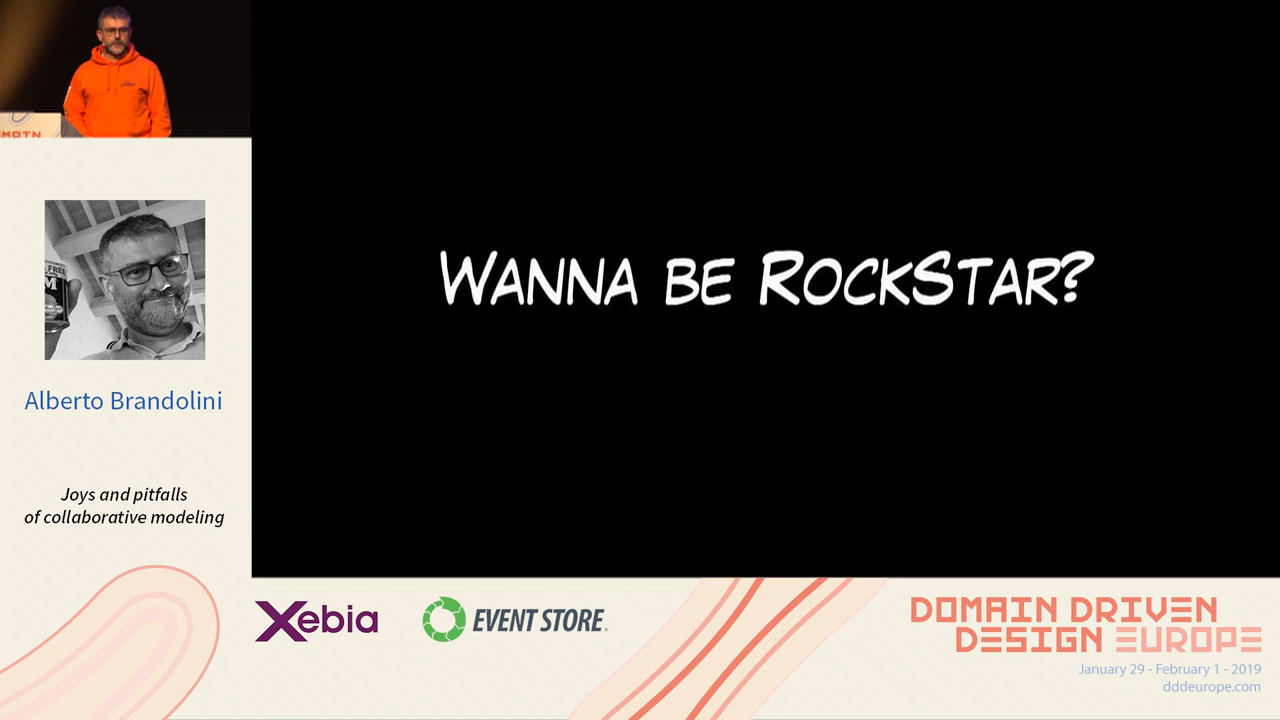 WANNA BE ROCKSTAR?
Alberto Brandolini
Joys and pitfalls
of collaborative modeling
Xebia
EVENT STORE
DOMAIN DRIVEN
DESIGN EUROPE
January 29 - February 1 - 2019
dddeurope.com